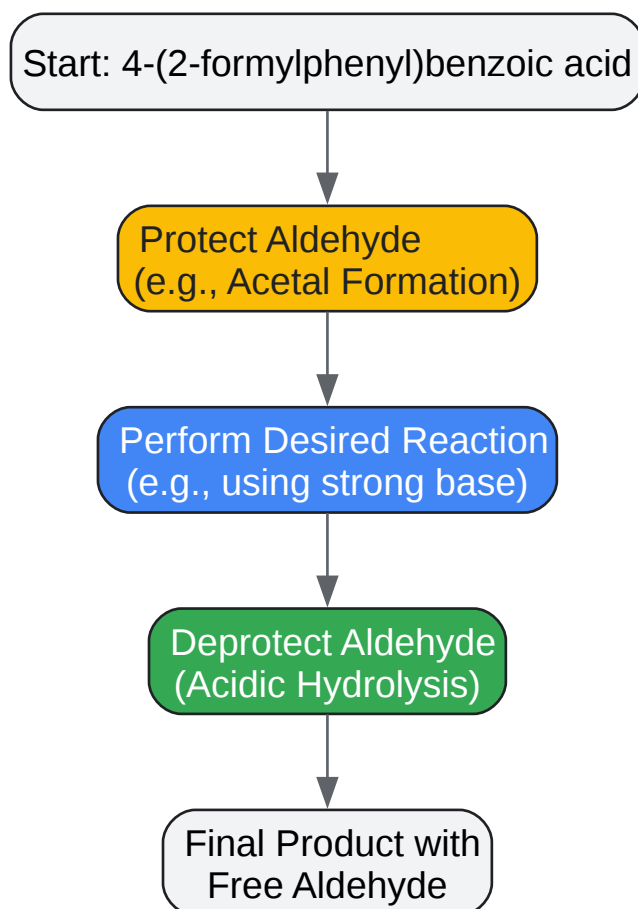 Start: 4-(2-formylphenyl)benzoic acid
Protect Aldehyde
(e.g., Acetal Formation)
Perform Desired Reaction
(e.g., using strong base)
Deprotect Aldehyde
(Acidic Hydrolysis)
Final Product with
Free Aldehyde